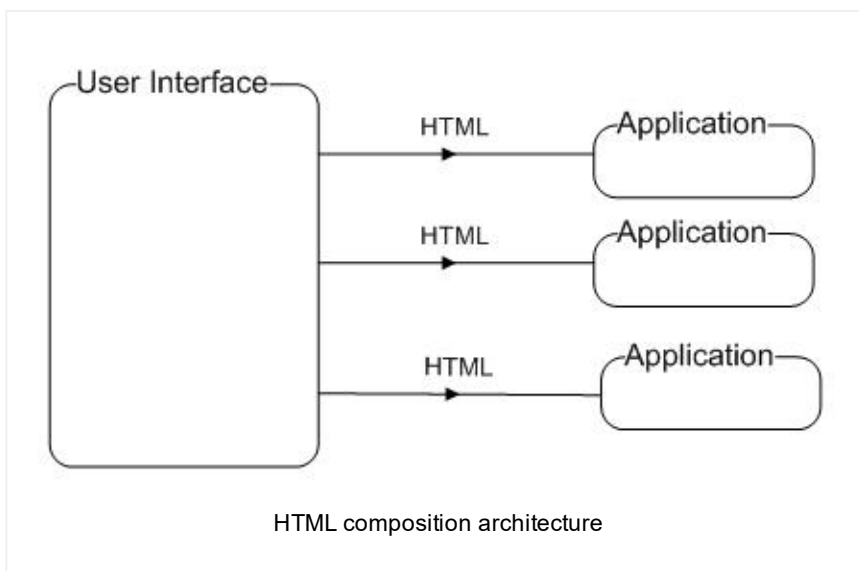 User Interface
HTML
Application
HTML
Application
HTML
Application
HTML composition architecture